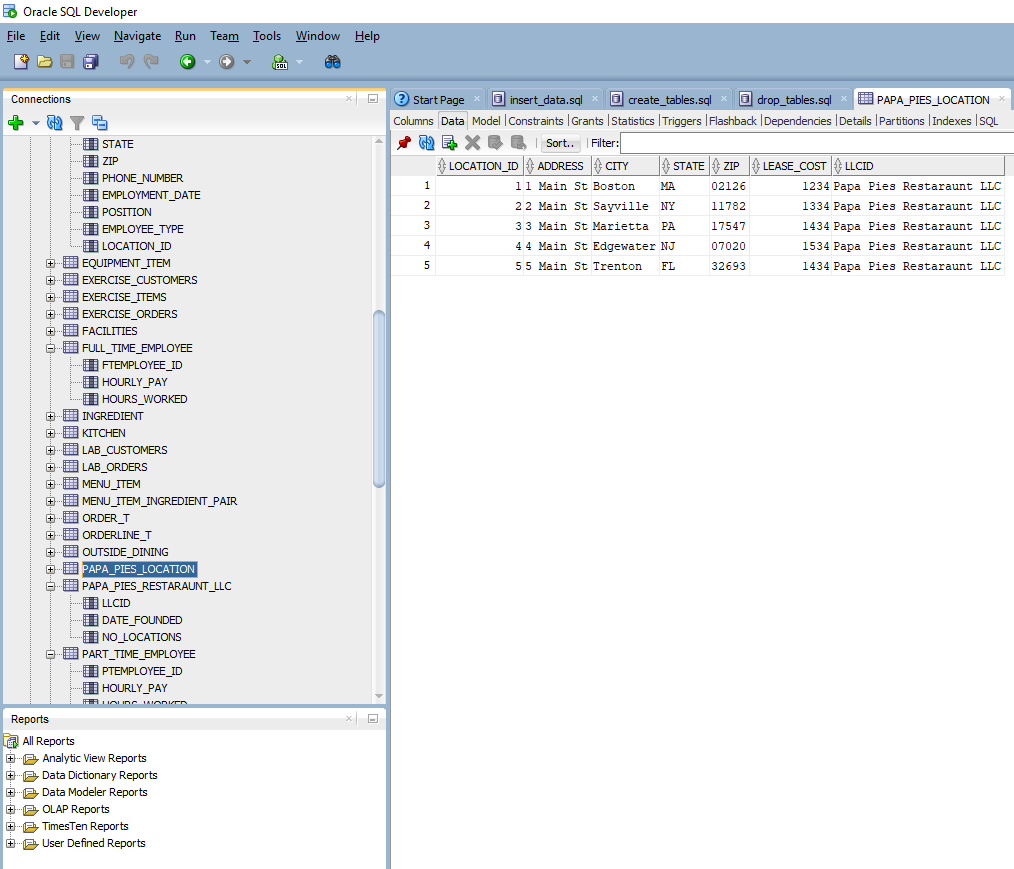 Oracle SQL Developer
File Edit View Navigate Run Team Tools Window Help
Connections
STATE
ZIP
PHONE_NUMBER
EMPLOYMENT_DATE
POSITION
EMPLOYEE_TYPE
LOCATION_ID
EQUIPMENT_ITEM
EXERCISE_CUSTOMERS
EXERCISE_ITEMS
EXERCISE_ORDERS
FACILITIES
FULL_TIME_EMPLOYEE
FTEMPLOYEE_ID
HOURLY_PAY
HOURS_WORKED
INGREDIENT
KITCHEN
LAB_CUSTOMERS
LAB_ORDERS
MENU_ITEM
MENU_ITEM_INGREDIENT_PAIR
ORDER_T
ORDERLINE_T
OUTSIDE_DINING
PAPA_PIES_LOCATION
PAPA_PIES_RESTARAUNT_LLC
LLCID
DATE_FOUNDED
NO_LOCATIONS
PART_TIME_EMPLOYEE
PTEMPLOYEE_ID
HOURLY_PAY
HOURS_WORKED
Reports
All Reports
Analytic View Reports
Data Dictionary Reports
Data Modeler Reports
OLAP Reports
TimesTen Reports
User Defined Reports
Start Page insert_data.sql create_tables.sql drop_tables.sql PAPA_PIES_LOCATION
Columns Data Model Constraints Grants Statistics Triggers Flashback Dependencies Details Partitions Indexes SQL
Sort.. Filter:
LOCATION_ID ADDRESS CITY STATE ZIP LEASE_COST LLCID
1 1 1 Main St Boston MA 02126 1234 Papa Pies Restaraunt LLC
2 2 2 Main St Sayville NY 11782 1334 Papa Pies Restaraunt LLC
3 3 3 Main St Marietta PA 17547 1434 Papa Pies Restaraunt LLC
4 4 4 Main St Edgewater NJ 07020 1534 Papa Pies Restaraunt LLC
5 5 5 Main St Trenton FL 32693 1434 Papa Pies Restaraunt LLC